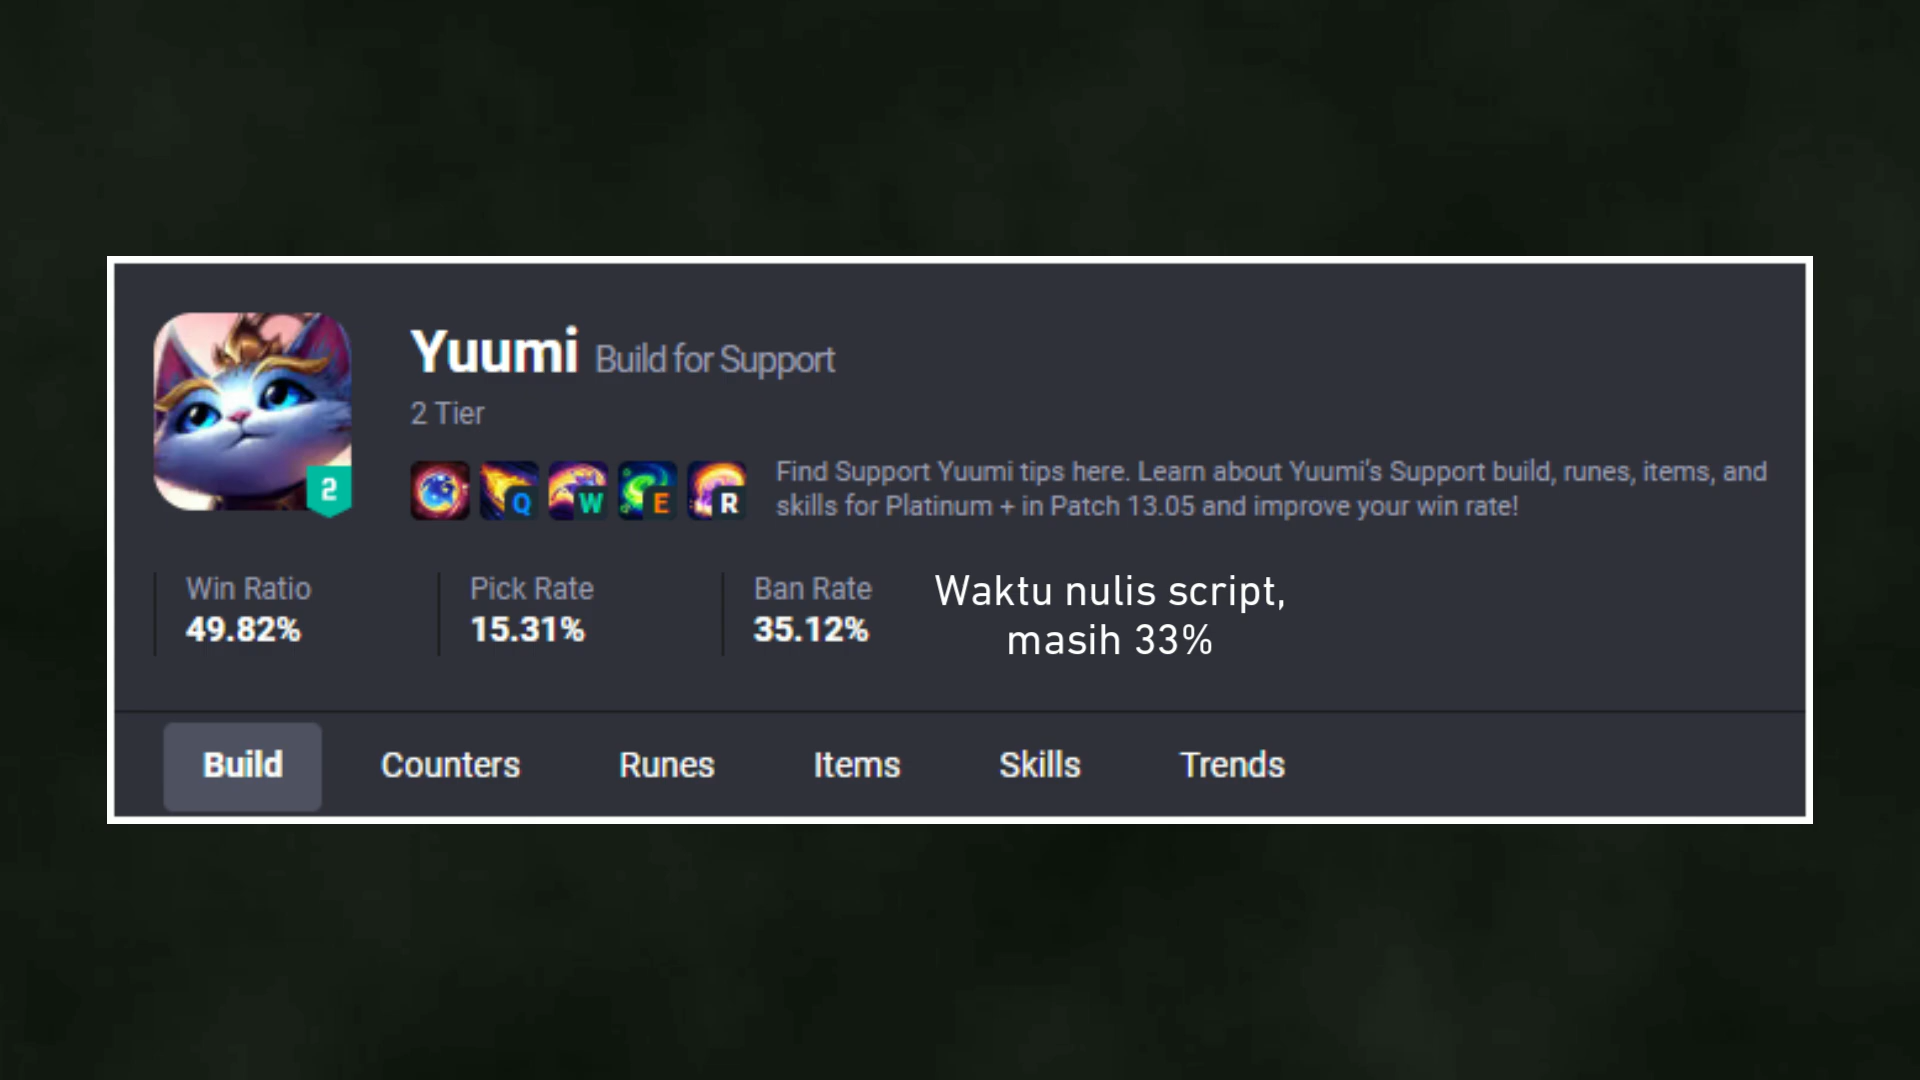 Yuumi Build for Support
2 Tier
2
Q W E R
Find Support Yuumi tips here. Learn about Yuumi's Support build, runes, items, and
skills for Platinum + in Patch 13.05 and improve your win rate!
Win Ratio
49.82%
Pick Rate
15.31%
Ban Rate
35.12%
Waktu nulis script,
masih 33%
Build Counters Runes Items Skills Trends